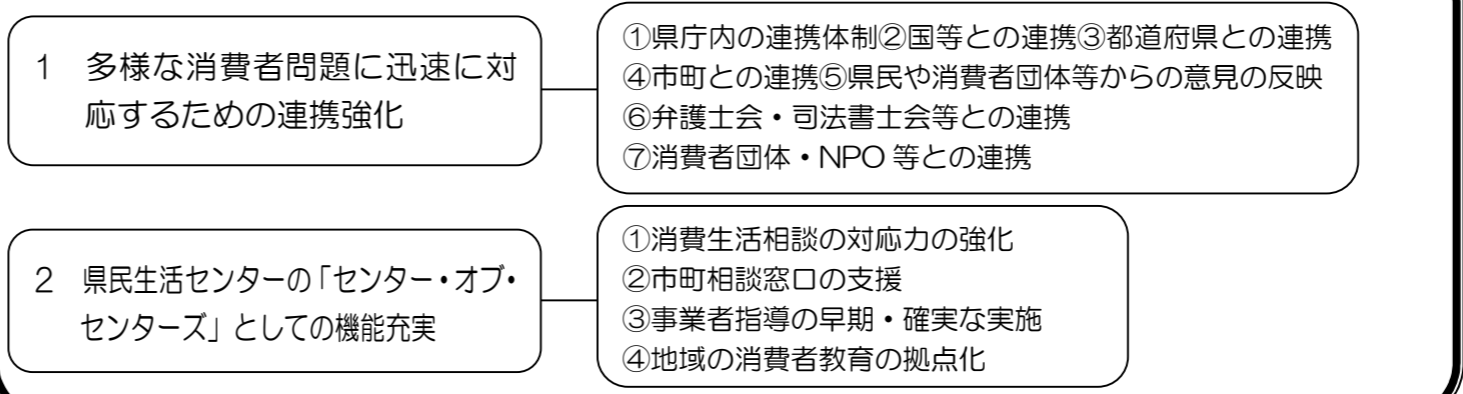 1 多様な消費者問題に迅速に対
応するための連携強化
①県庁内の連携体制②国等との連携③都道府県との連携
④市町との連携⑤県民や消費者団体等からの意見の反映
⑥弁護士会・司法書士会等との連携
⑦消費者団体・NPO 等との連携
2 県民生活センターの「センター・オブ・
センターズ」としての機能充実
①消費生活相談の対応力の強化
②市町相談窓口の支援
③事業者指導の早期・確実な実施
④地域の消費者教育の拠点化